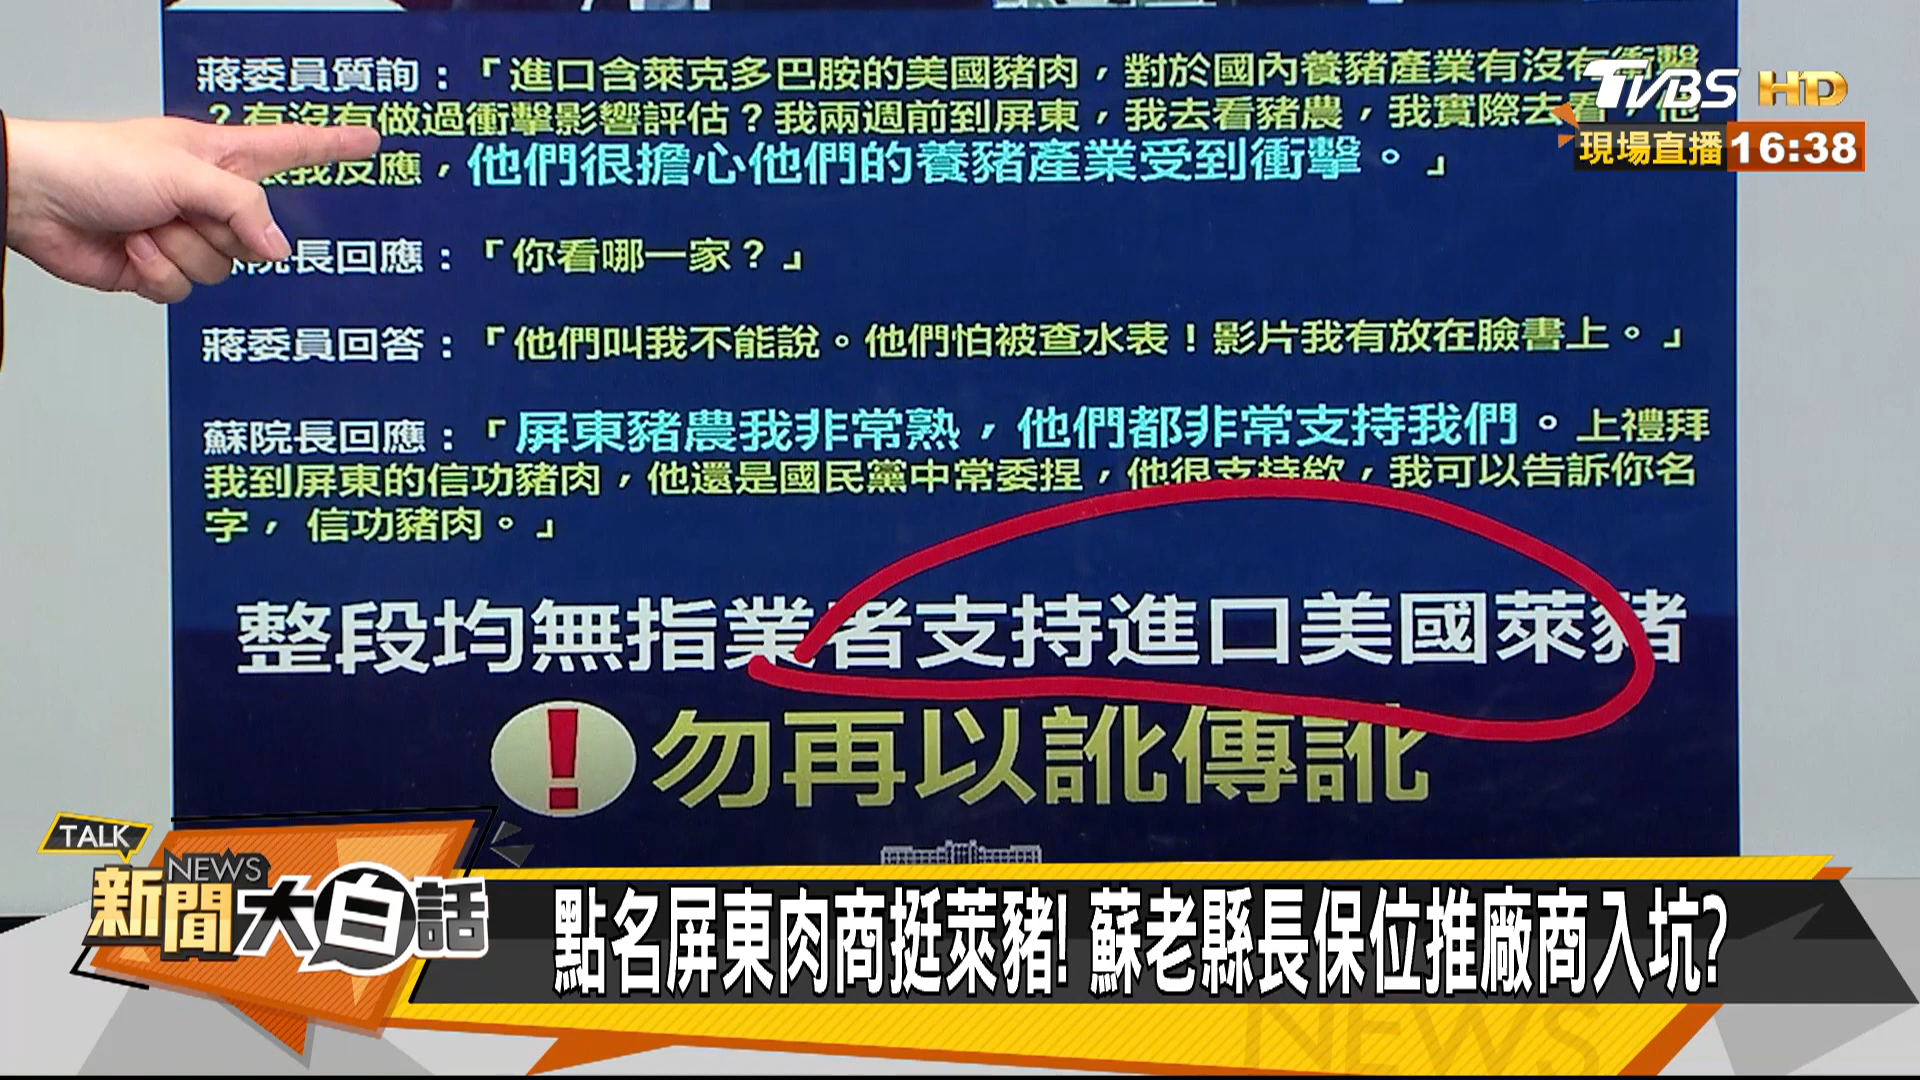 蔣委員質詢：「進口含萊克多巴胺的美國豬肉，對於國內養豬產業有沒有衝擊
TVBS HD
？有沒有做過衝擊影響評估？我兩週前到屏東，我去看豬農，我實際去看，他
現場直播 16:38
我反應，他們很擔心他們的養豬產業受到衝擊。」
院長回應：「你看哪一家？」
蔣委員回答：「他們叫我不能說。他們怕被查水表！影片我有放在臉書上。」
蘇院長回應：「屏東豬農我非常熟，他們都非常支持我們。上禮拜
我到屏東的信功豬肉，他還是國民黨中常委捏，他很支持欸，我可以告訴你名
字，信功豬肉。」
整段均無指業者支持進口美國萊豬
！勿再以訛傳訛
TALK
NEWS
新聞大白話
點名屏東肉商挺萊豬！蘇老縣長保位推廠商入坑？
NEWS